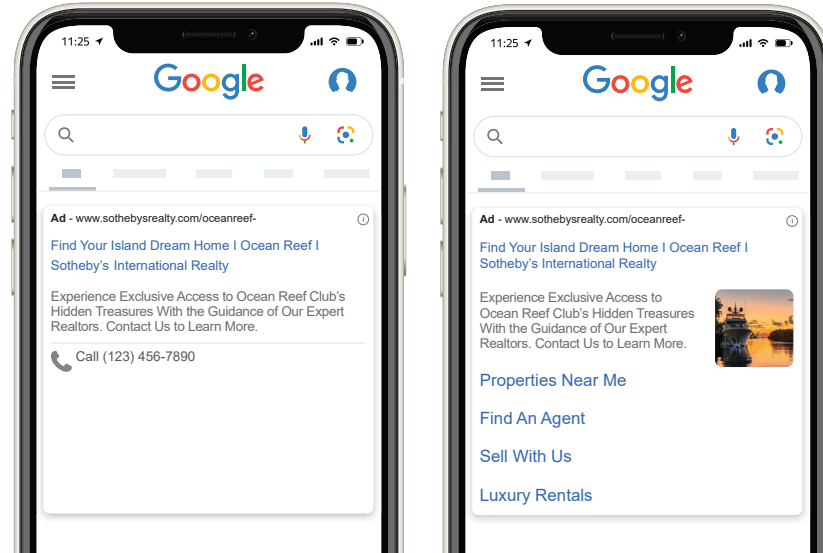 11:25
Google
Ad - www.sothebysrealty.com/oceanreef-
Find Your Island Dream Home I Ocean Reef I
Sotheby's International Realty
Experience Exclusive Access to Ocean Reef Club's
Hidden Treasures With the Guidance of Our Expert
Realtors. Contact Us to Learn More.
Call (123) 456-7890
11:25
Google
Ad - www.sothebysrealty.com/oceanreef-
Find Your Island Dream Home I Ocean Reef I
Sotheby's International Realty
Experience Exclusive Access to
Ocean Reef Club's Hidden Treasures
With the Guidance of Our Expert
Realtors. Contact Us to Learn More.
Properties Near Me
Find An Agent
Sell With Us
Luxury Rentals